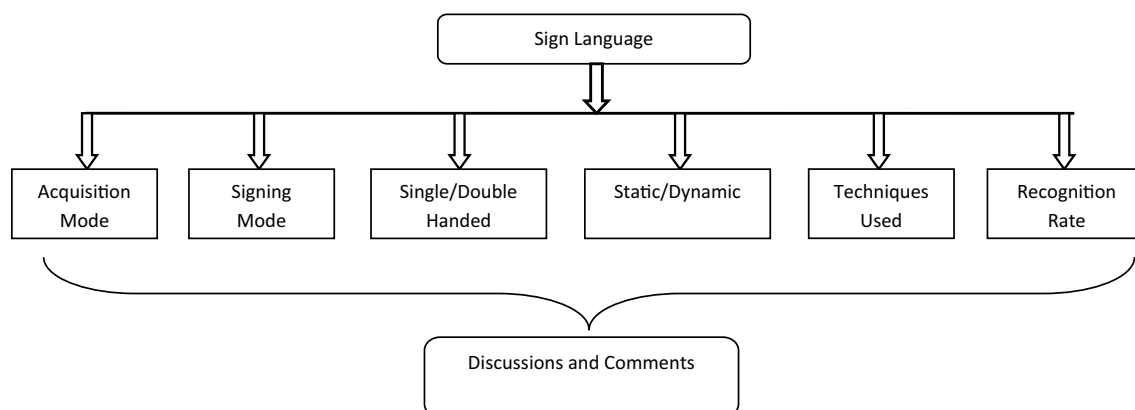 Sign Language
Acquisition
Mode
Signing
Mode
Single/Double
Handed
Static/Dynamic
Techniques
Used
Recognition
Rate
Discussions and Comments